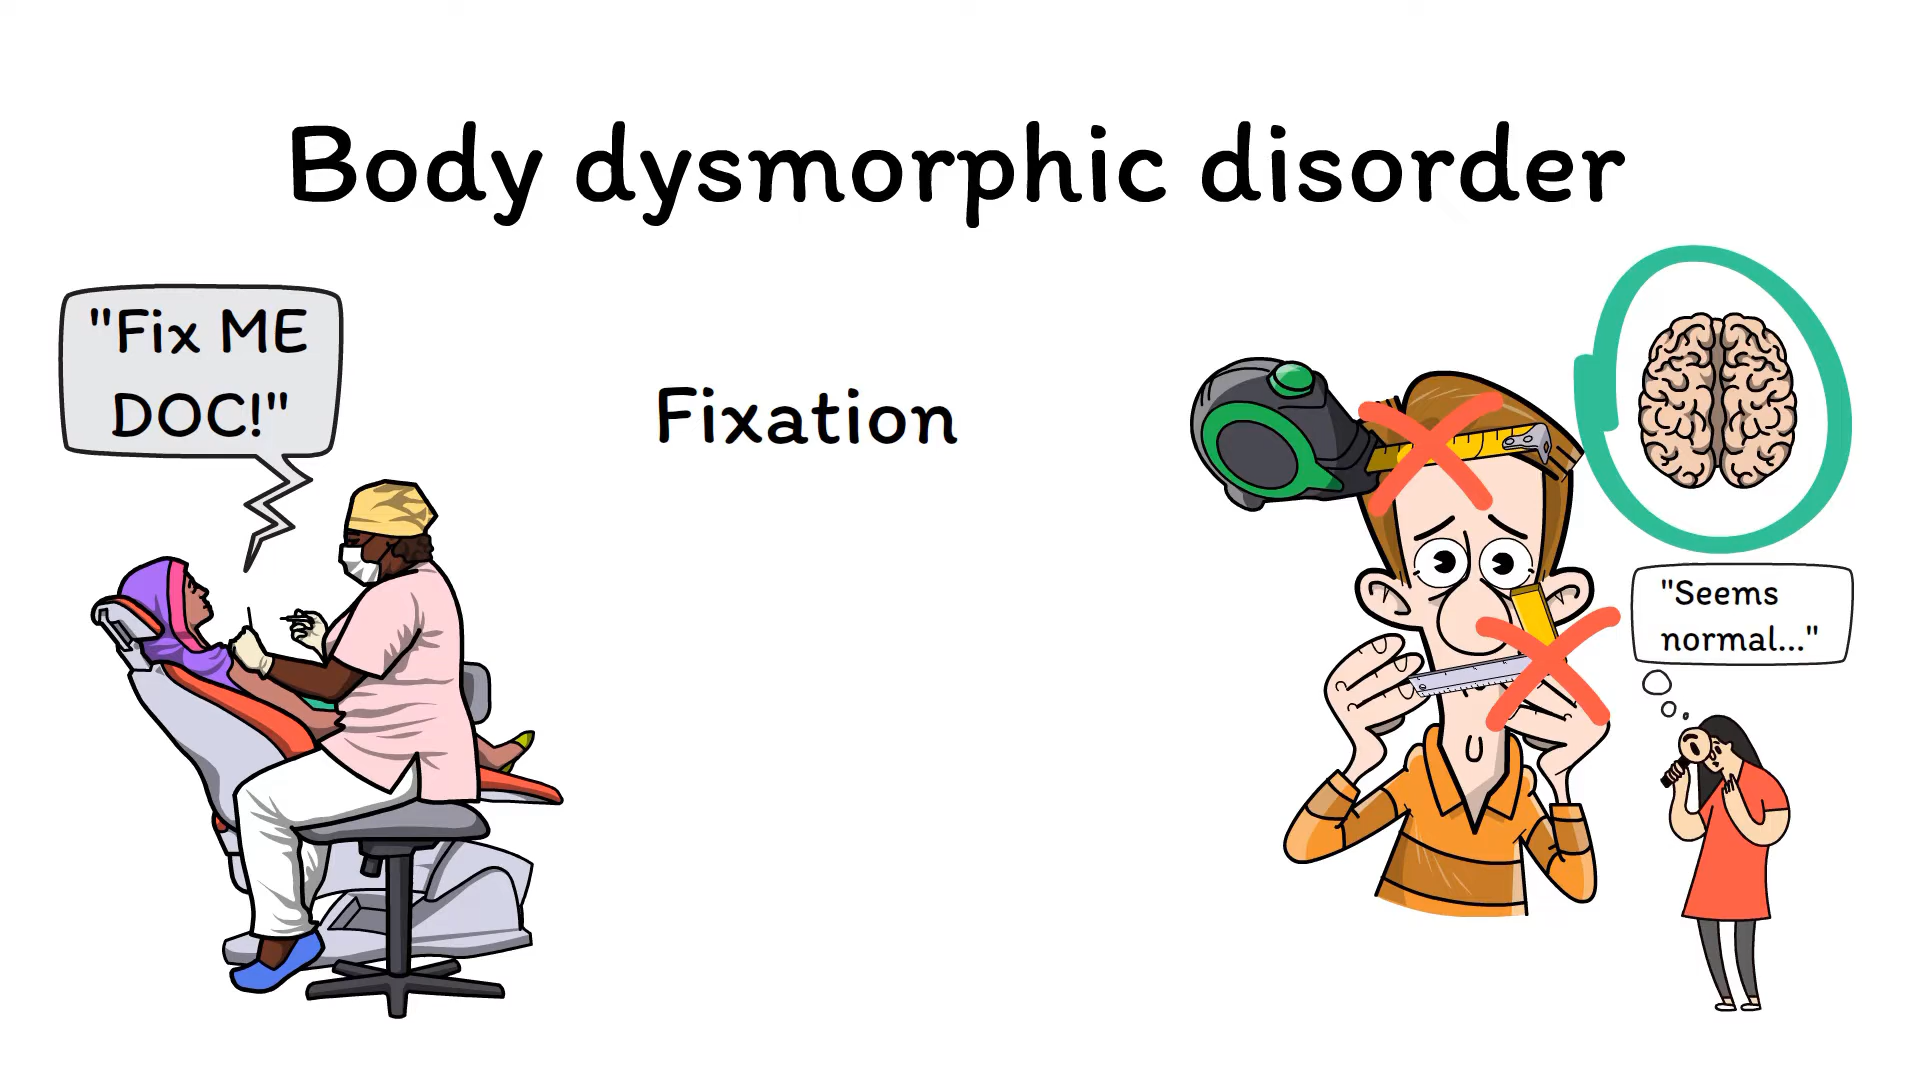 Body dysmorphic disorder
"Fix ME
DOC!"
Fixation
"Seems
normal..."